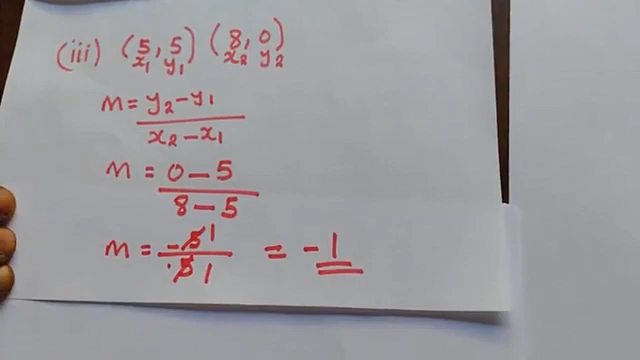 (iii) (5, 5) (8, 0)
x₁ y₁ x₂ y₂
m = y₂ – y₁
x₂ – x₁
m = 0 – 5
8 – 5
m = –5 1 = –1
5 1